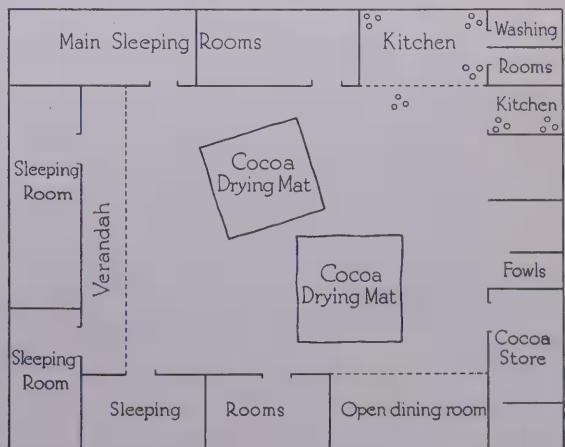 Main Sleeping Rooms
Kitchen
Washing
Rooms
Kitchen
Sleeping
Room
Verandah
Cocoa
Drying Mat
Cocoa
Drying Mat
Fowls
Cocoa
Store
Sleeping
Room
Sleeping Rooms
Open dining room